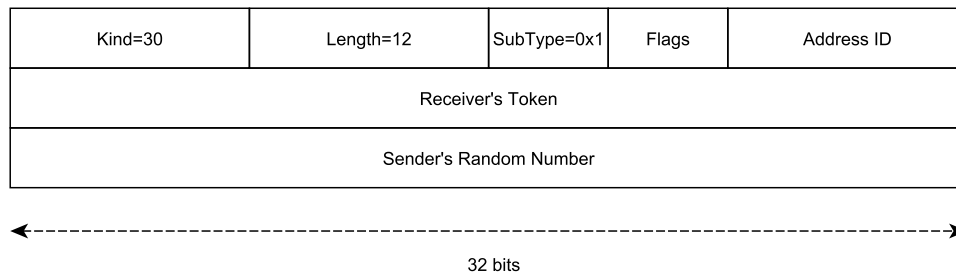 Kind=30 Length=12 SubType=0x1 Flags Address ID
Receiver's Token
Sender's Random Number
32 bits